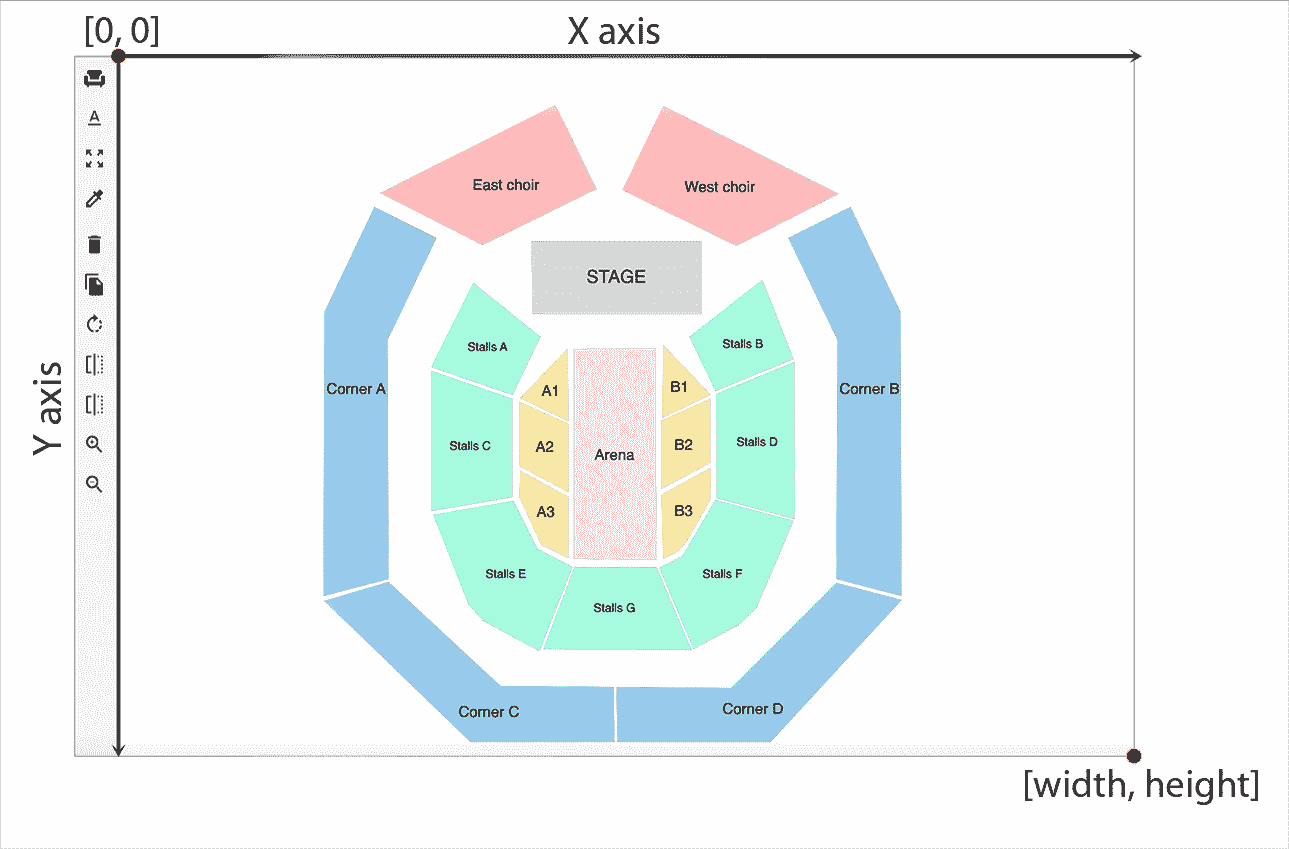 [0, 0]
X axis
A
East choir
West choir
STAGE
Stalls A
Stalls B
Corner A
A1
B1
Corner B
Y axis
Stalls C
A2
Arena
B2
Stalls D
A3
B3
Stalls E
Stalls F
Stalls G
Corner C
Corner D
[width, height]